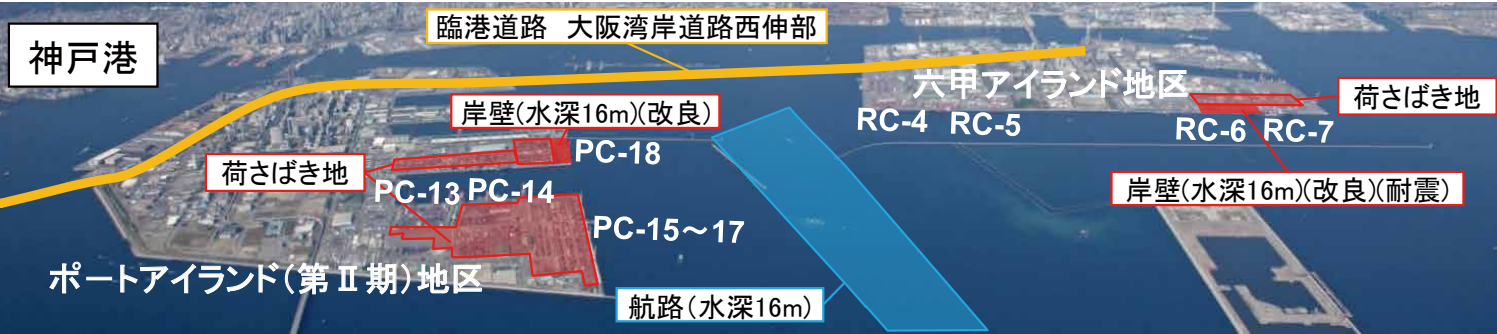 神戸港
臨港道路 大阪湾岸道路西伸部
六甲アイランド地区
荷さばき地
岸壁(水深16m)(改良)
RC-4 RC-5
RC-6 RC-7
PC-18
荷さばき地
PC-13 PC-14
岸壁(水深16m)(改良)(耐震)
PC-15～17
ポートアイランド(第Ⅱ期)地区
航路(水深16m)